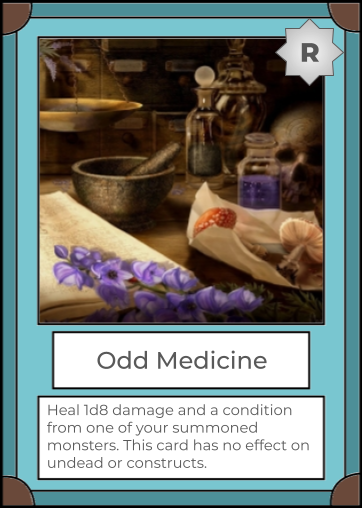 R
Odd Medicine
Heal 1d8 damage and a condition
from one of your summoned
monsters. This card has no effect on
undead or constructs.